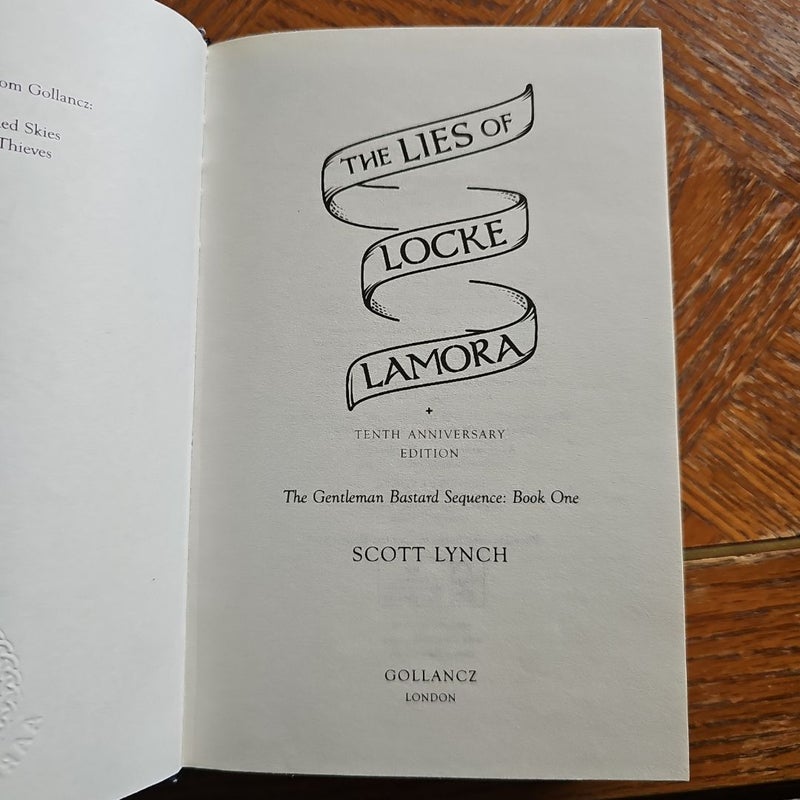 om Gollancz:
ed Skies
Thieves
THE LIES OF
LOCKE
LAMORA
TENTH ANNIVERSARY
EDITION
The Gentleman Bastard Sequence: Book One
SCOTT LYNCH
GOLLANCZ
LONDON